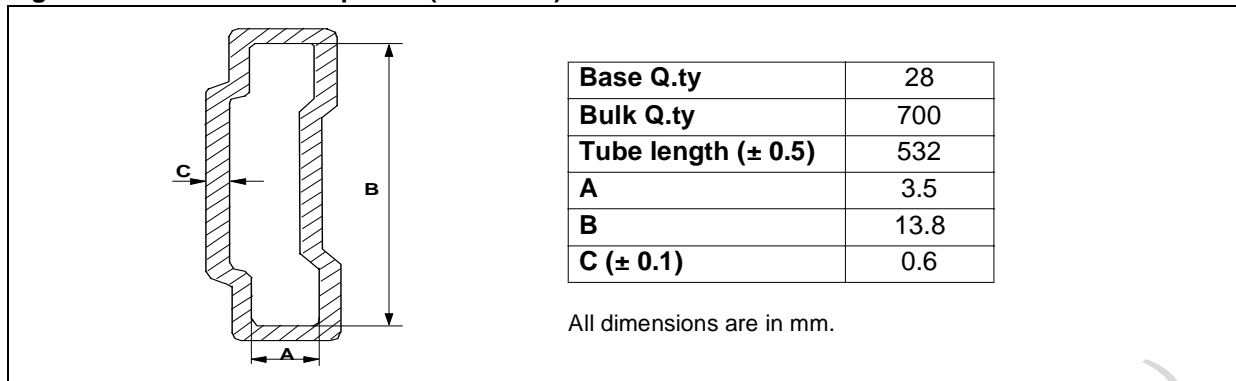 C
B
A
Base Q.ty 28
Bulk Q.ty 700
Tube length (± 0.5) 532
A 3.5
B 13.8
C (± 0.1) 0.6
All dimensions are in mm.